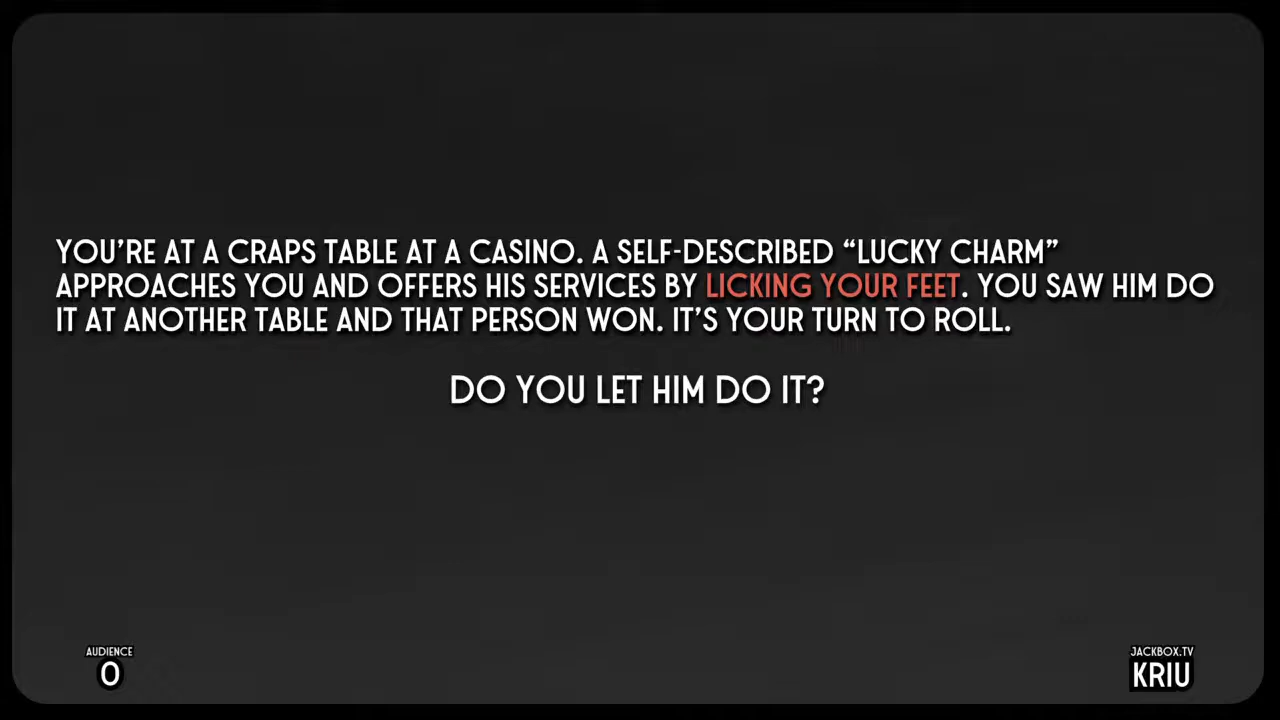 YOU'RE AT A CRAPS TABLE AT A CASINO. A SELF-DESCRIBED “LUCKY CHARM”
APPROACHES YOU AND OFFERS HIS SERVICES BY LICKING YOUR FEET. YOU SAW HIM DO
IT AT ANOTHER TABLE AND THAT PERSON WON. IT'S YOUR TURN TO ROLL.
DO YOU LET HIM DO IT?
AUDIENCE
0
JACKBOX.TV
KRIU